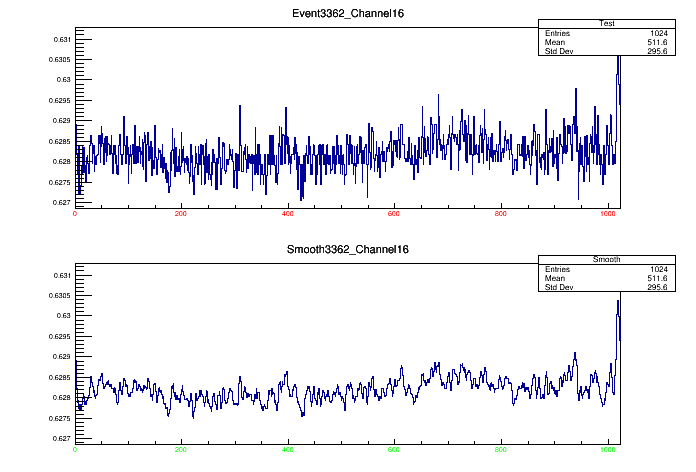 Event3362_Channel16
Test
Entries 1024
Mean 511.6
Std Dev 295.6
0.631
0.6305
0.63
0.6295
0.629
0.6285
0.628
0.6275
0.627
0 200 400 600 800 1000
Smooth3362_Channel16
Smooth
Entries 1024
Mean 511.6
Std Dev 295.6
0.631
0.6305
0.63
0.6295
0.629
0.6285
0.628
0.6275
0.627
0 200 400 600 800 1000